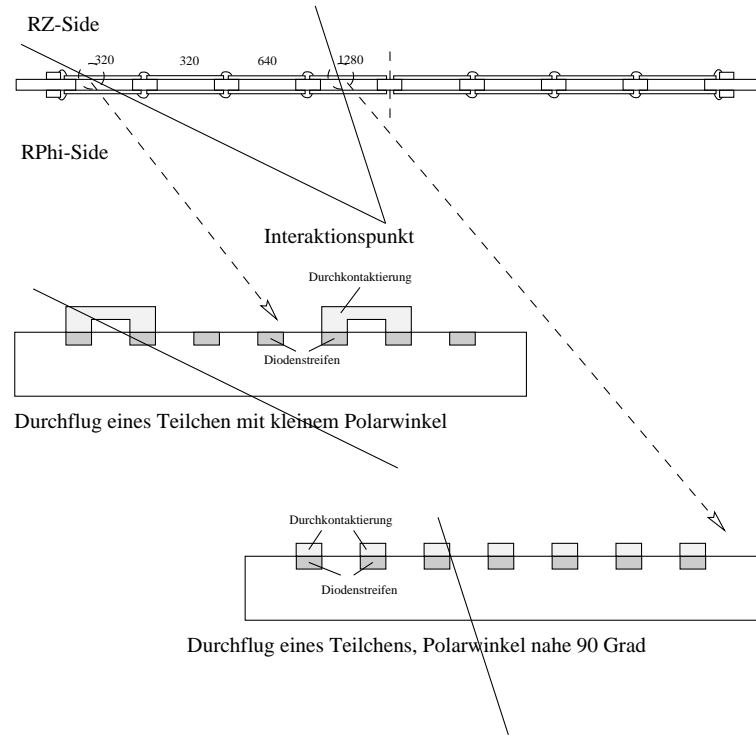 RZ-Side
320 320 640 1280
RPhi-Side
Interaktionspunkt
Durchkontaktierung
Diodenstreifen
Durchflug eines Teilchen mit kleinem Polarwinkel
Durchkontaktierung
Diodenstreifen
Durchflug eines Teilchens, Polarwinkel nahe 90 Grad